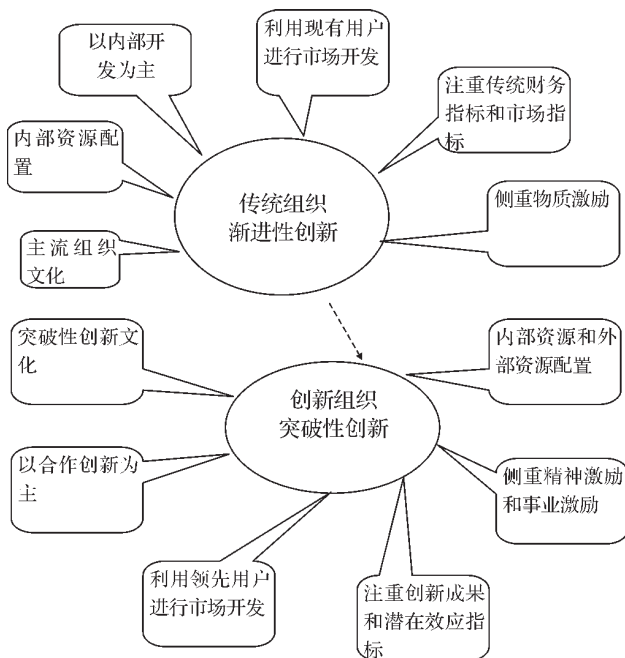 以内部开
发为主
利用现有用户
进行市场开发
注重传统财务
指标和市场指
标
内部资源配
置
传统组织
渐进性创新
侧重物质激励
主流组织
文化
突破性创新文
化
内部资源和外
部资源配置
创新组织
突破性创新
以合作创新为
主
侧重精神激励
和事业激励
利用领先用户
进行市场开发
注重创新成果
和潜在效应指
标